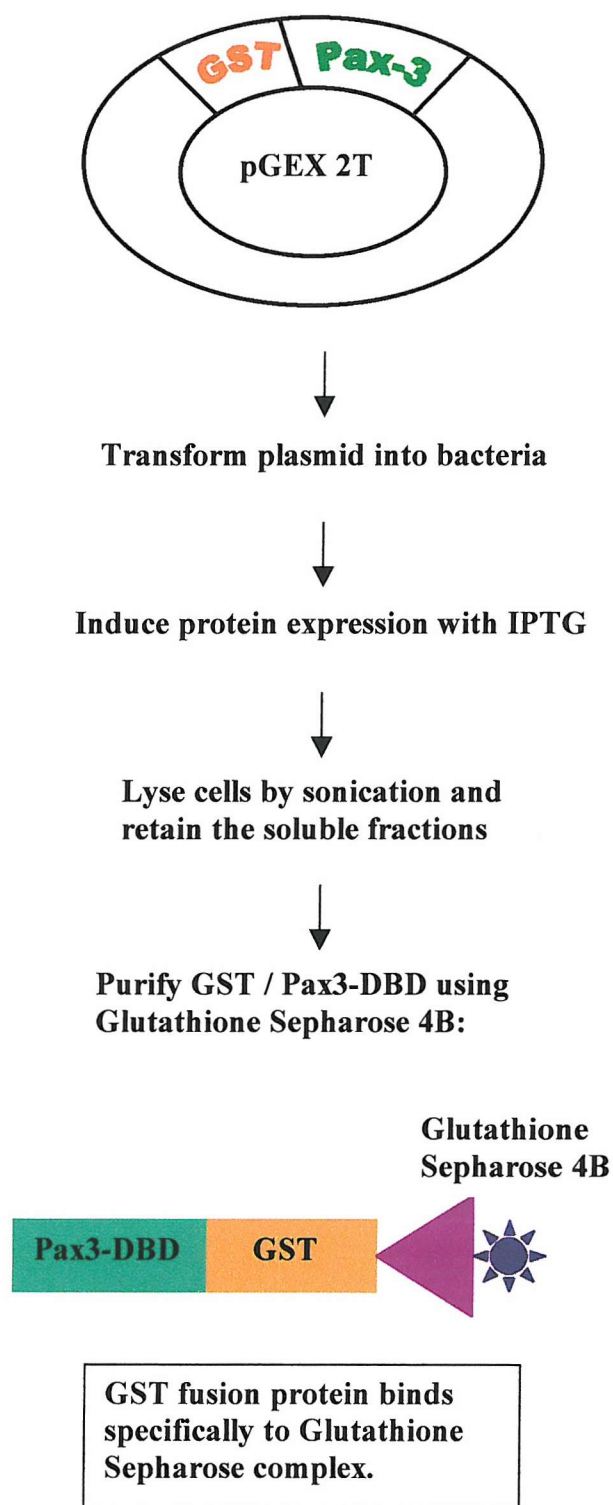 GST Pax-3
pGEX 2T
Transform plasmid into bacteria
Induce protein expression with IPTG
Lyse cells by sonication and
retain the soluble fractions
Purify GST / Pax3-DBD using
Glutathione Sepharose 4B:
Glutathione
Sepharose 4B
Pax3-DBD GST
GST fusion protein binds
specifically to Glutathione
Sepharose complex.